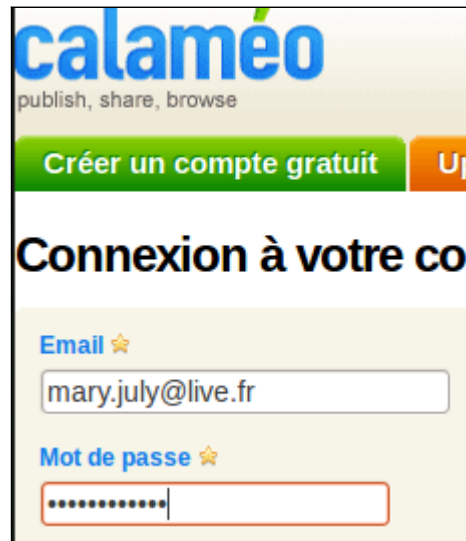 calaméo
publish, share, browse
Créer un compte gratuit Up
Connexion à votre co
Email
mary.july@live.fr
Mot de passe
••••••••••••